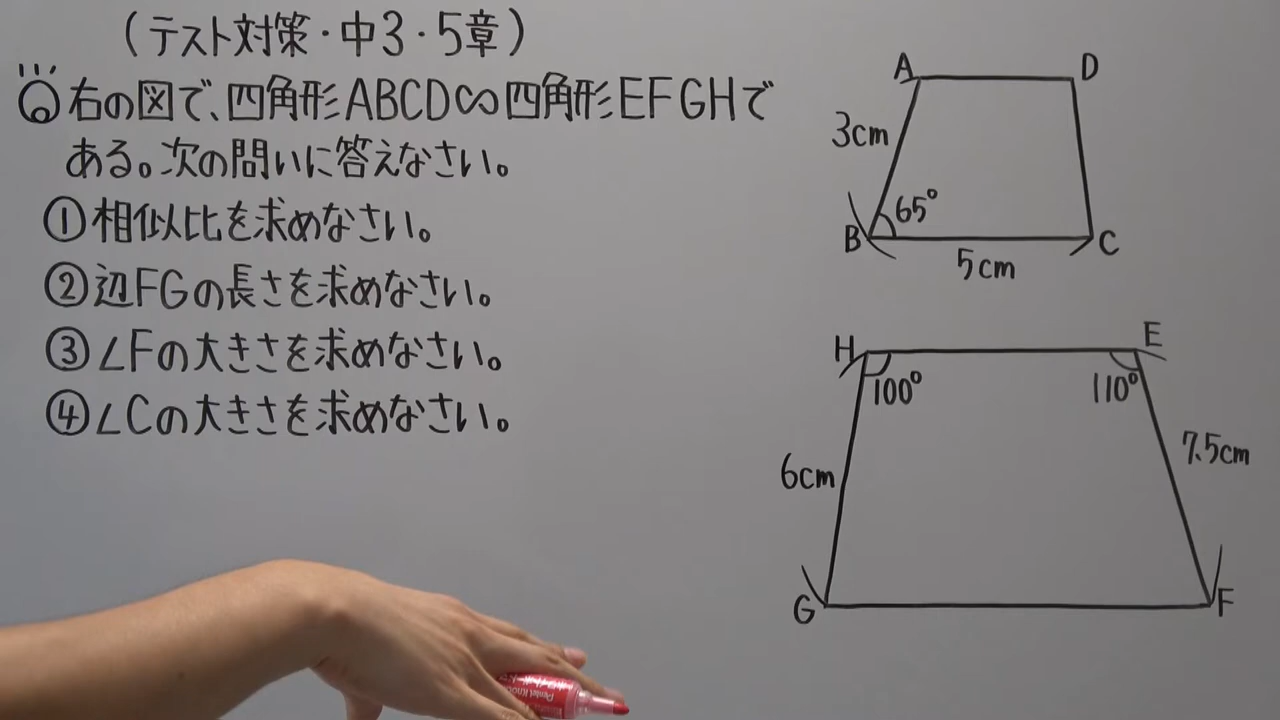 (テスト対策・中3・5章)
右の図で、四角形ABCD∽四角形EFGHで
ある。次の問いに答えなさい。
①相似比を求めなさい。
②辺FGの長さを求めなさい。
③∠Fの大きさを求めなさい。
④∠Cの大きさを求めなさい。
A D
3cm
65°
B C
5cm
H E
100° 110°
6cm 7.5cm
G F
Pentel Knock